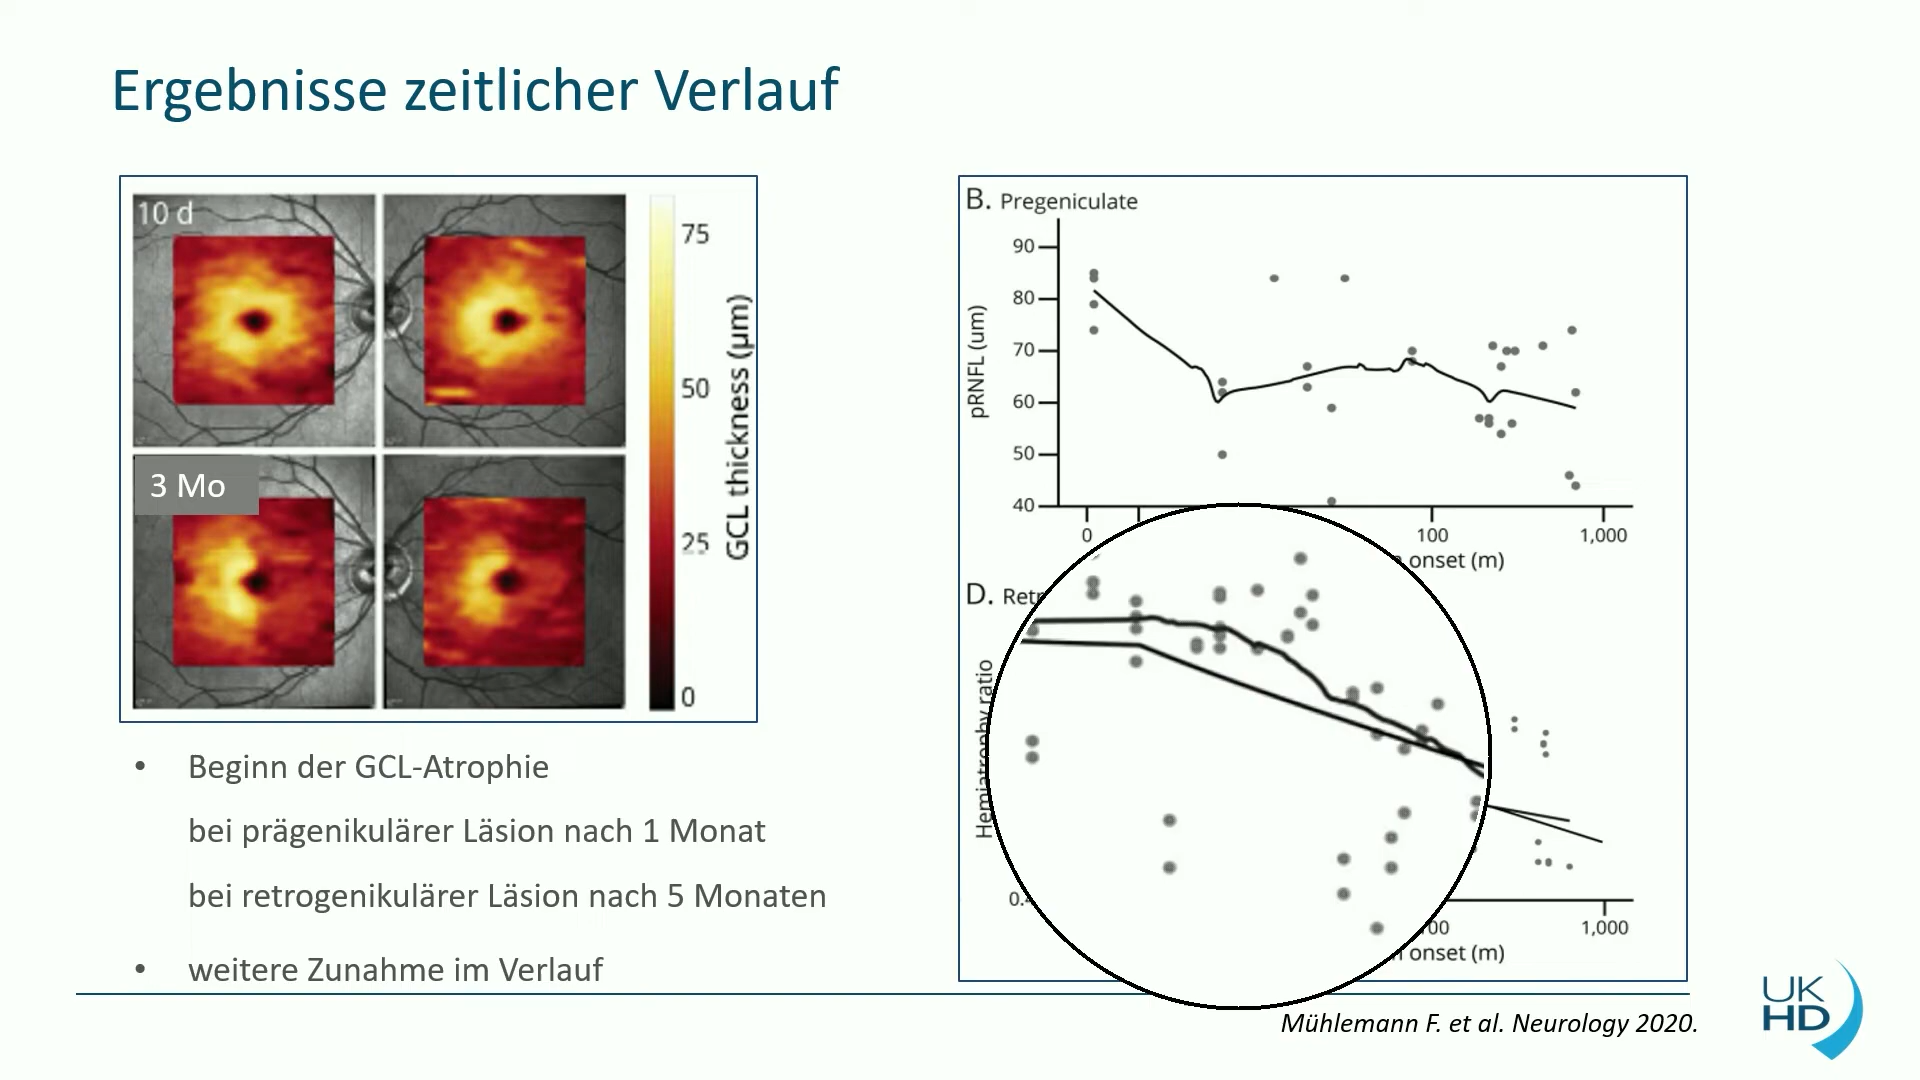 Ergebnisse zeitlicher Verlauf
10 d
3 Mo
75
50
25
0
GCL thickness (µm)
• Beginn der GCL-Atrophie
bei prägenikulärer Läsion nach 1 Monat
bei retrogenikulärer Läsion nach 5 Monaten
• weitere Zunahme im Verlauf
B. Pregeniculate
90
80
70
60
50
40
pRNFL (um)
0
100
1,000
onset (m)
D. Retr
Hemiatrophy ratio
1,000
onset (m)
Mühlemann F. et al. Neurology 2020.
UK
HD